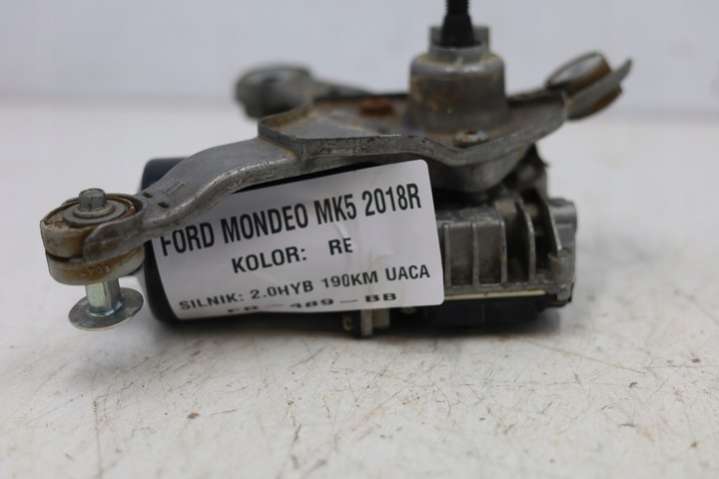 FORD MONDEO MK5 2018R
KOLOR: RE
SILNIK: 2.0HYB 190KM UACA